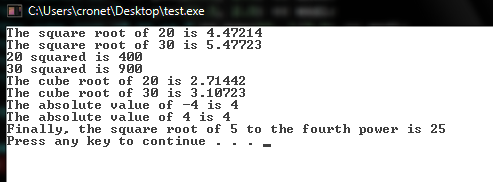 C:\Users\cronet\Desktop\test.exe
The square root of 20 is 4.47214
The square root of 30 is 5.47723
20 squared is 400
30 squared is 900
The cube root of 20 is 2.71442
The cube root of 30 is 3.10723
The absolute value of -4 is 4
The absolute value of 4 is 4
Finally, the square root of 5 to the fourth power is 25
Press any key to continue . . .